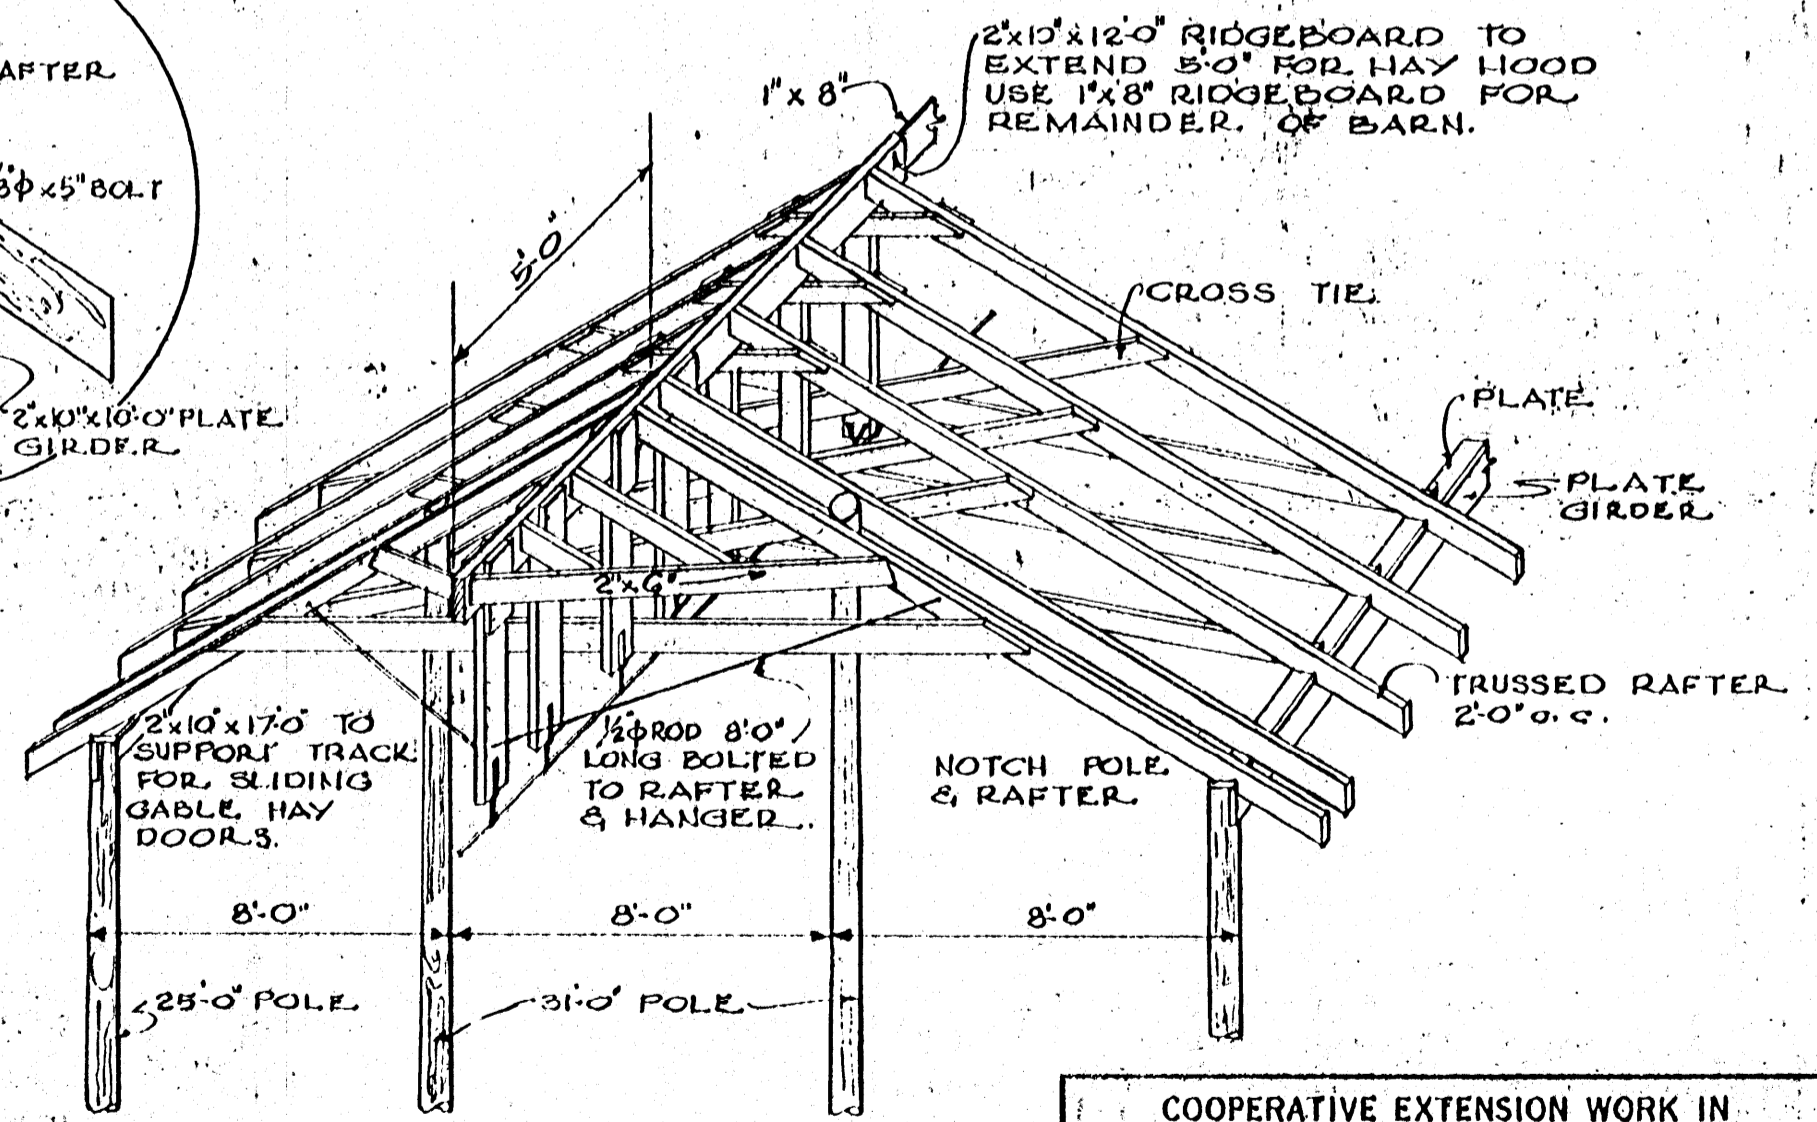 AFTER
5" BOLT
2"x10"x10'-0" PLATE
GIRDER
1" x 8"
2"x10"x12'-0" RIDGEBOARD TO
EXTEND 5'-0" FOR HAY HOOD
USE 1"x8" RIDGEBOARD FOR
REMAINDER. OF BARN.
5'-0"
CROSS TIE
PLATE
PLATE
GIRDER
2"x6"
TRUSSED RAFTER
2'-0" O.C.
2"x10"x17'-0" TO
SUPPORT TRACK
FOR SLIDING
GABLE HAY
DOORS.
½"ϕ ROD 8'-0"
LONG BOLTED
TO RAFTER
& HANGER.
NOTCH POLE
& RAFTER
8'-0"
8'-0"
8'-0"
25'-0" POLE
31'-0" POLE
COOPERATIVE EXTENSION WORK IN